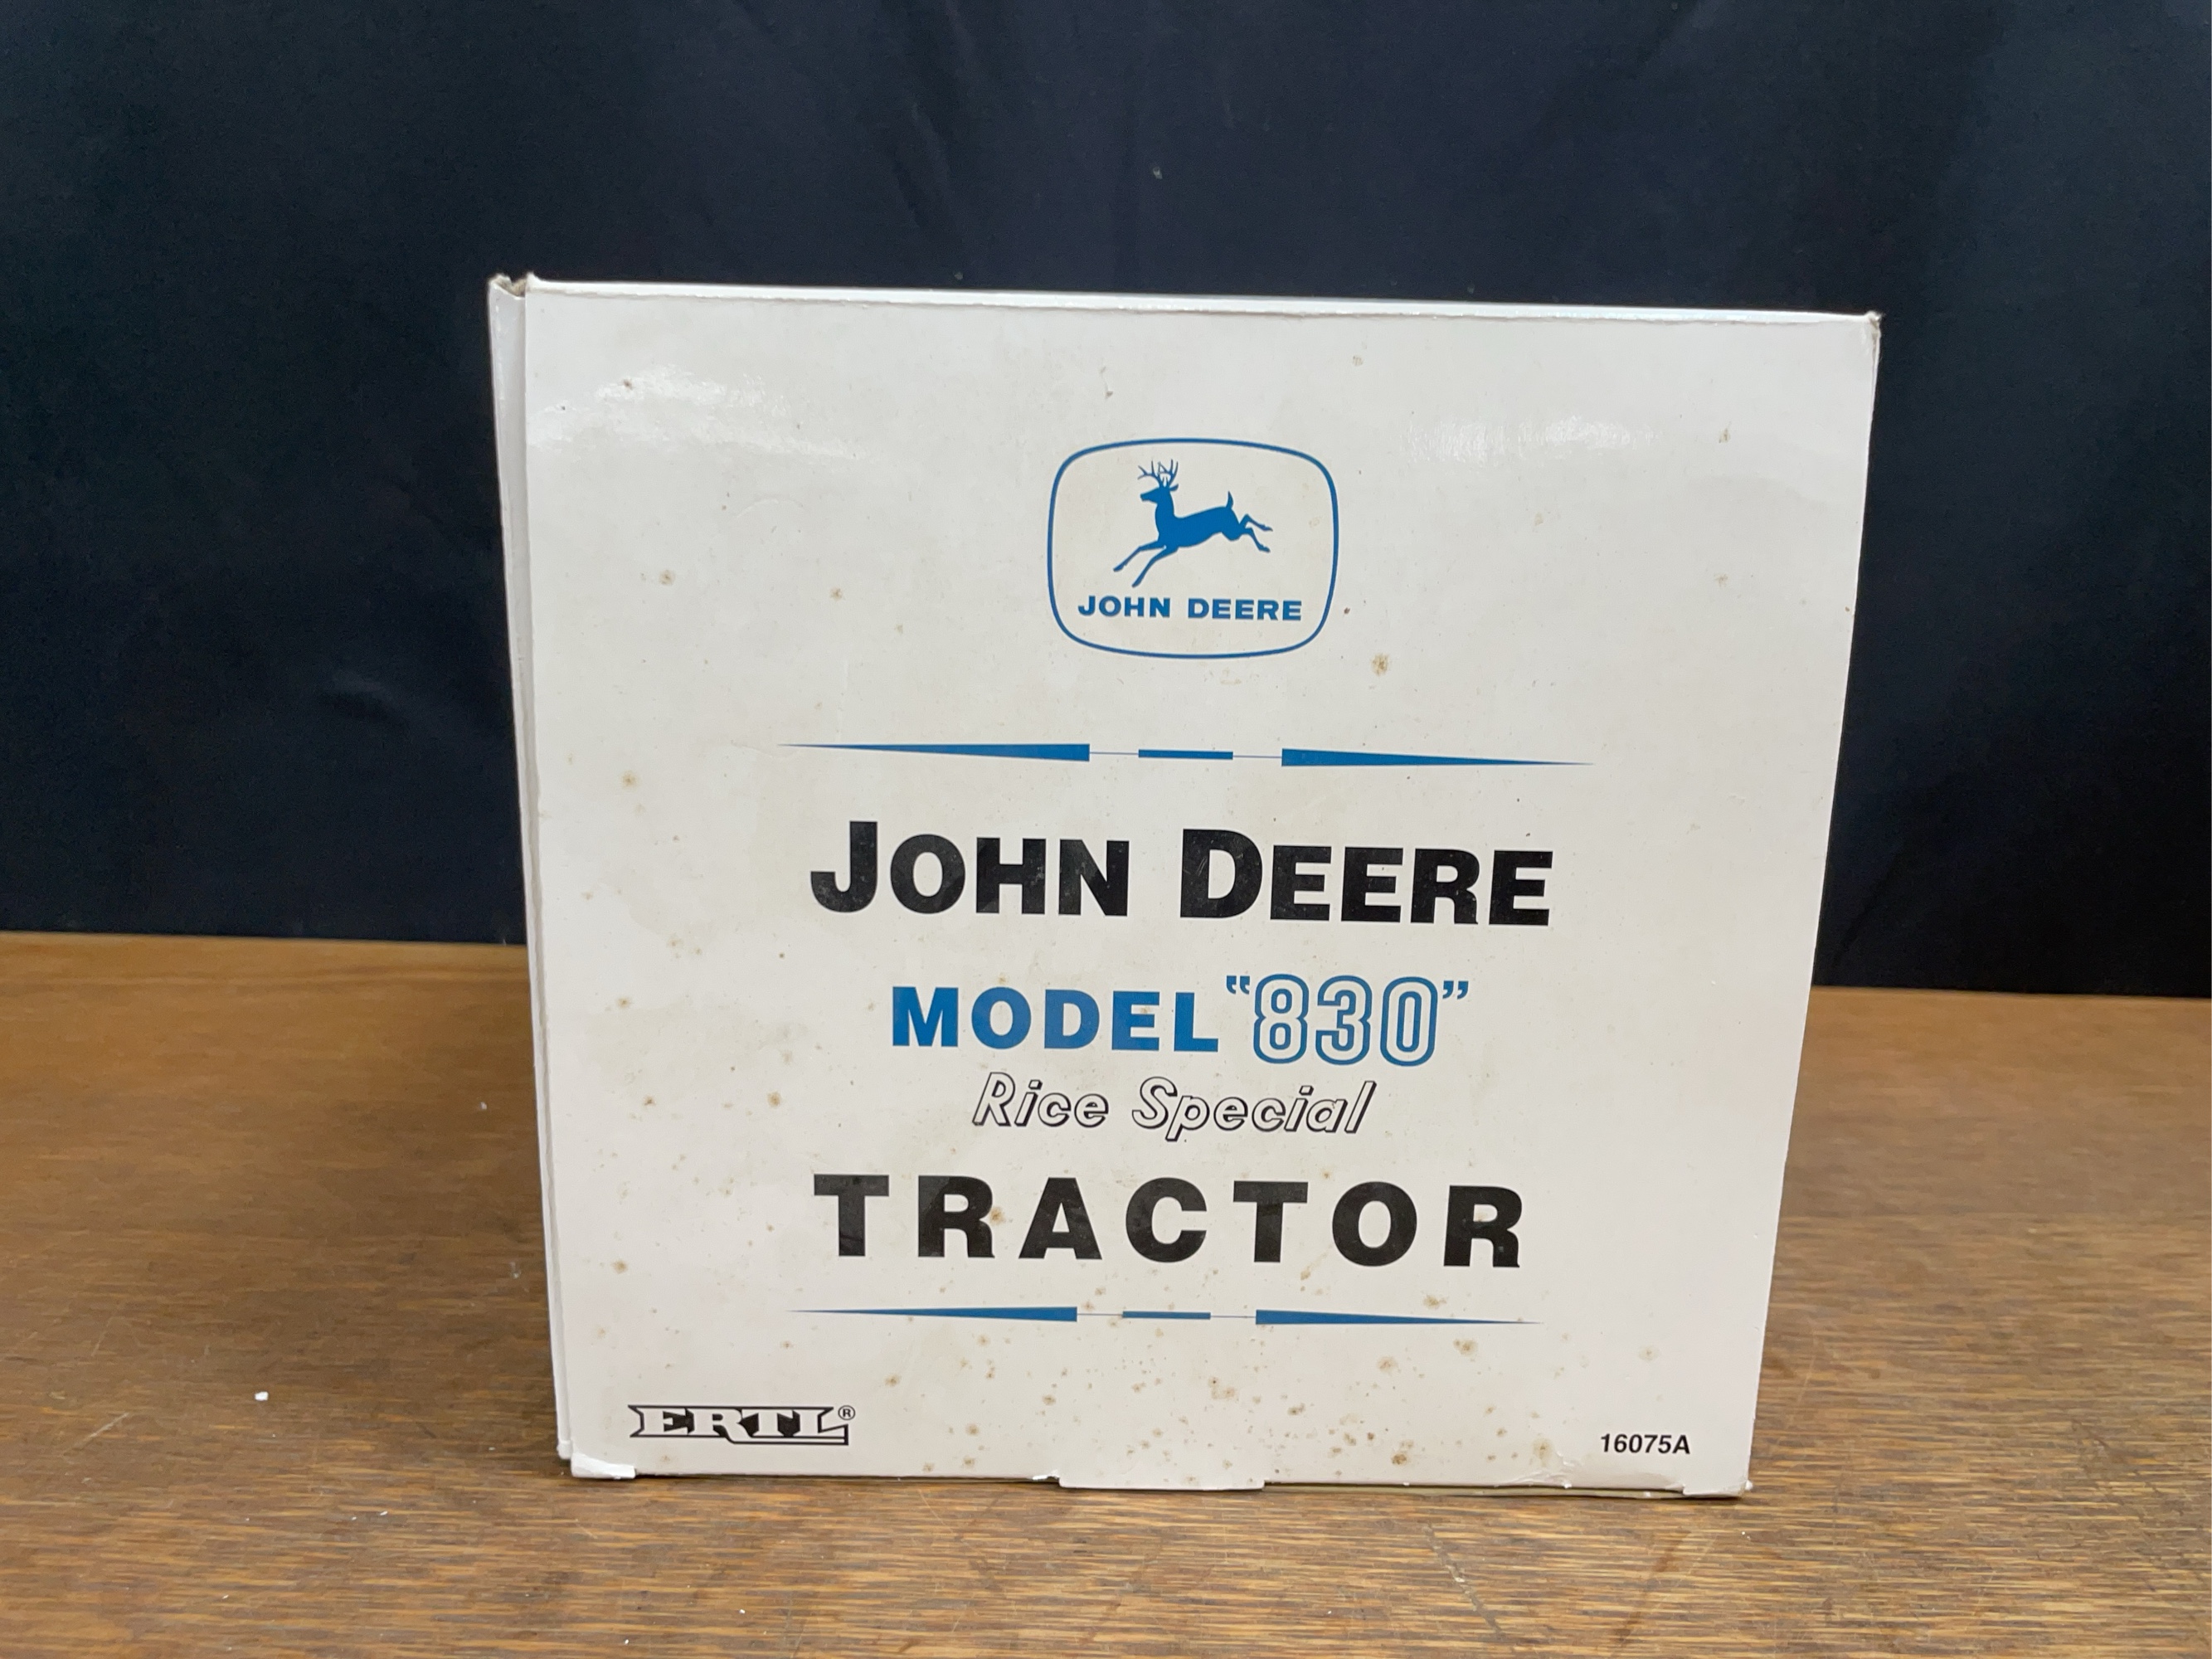 JOHN DEERE
JOHN DEERE
MODEL "830"
Rice Special
TRACTOR
ERTL®
16075A